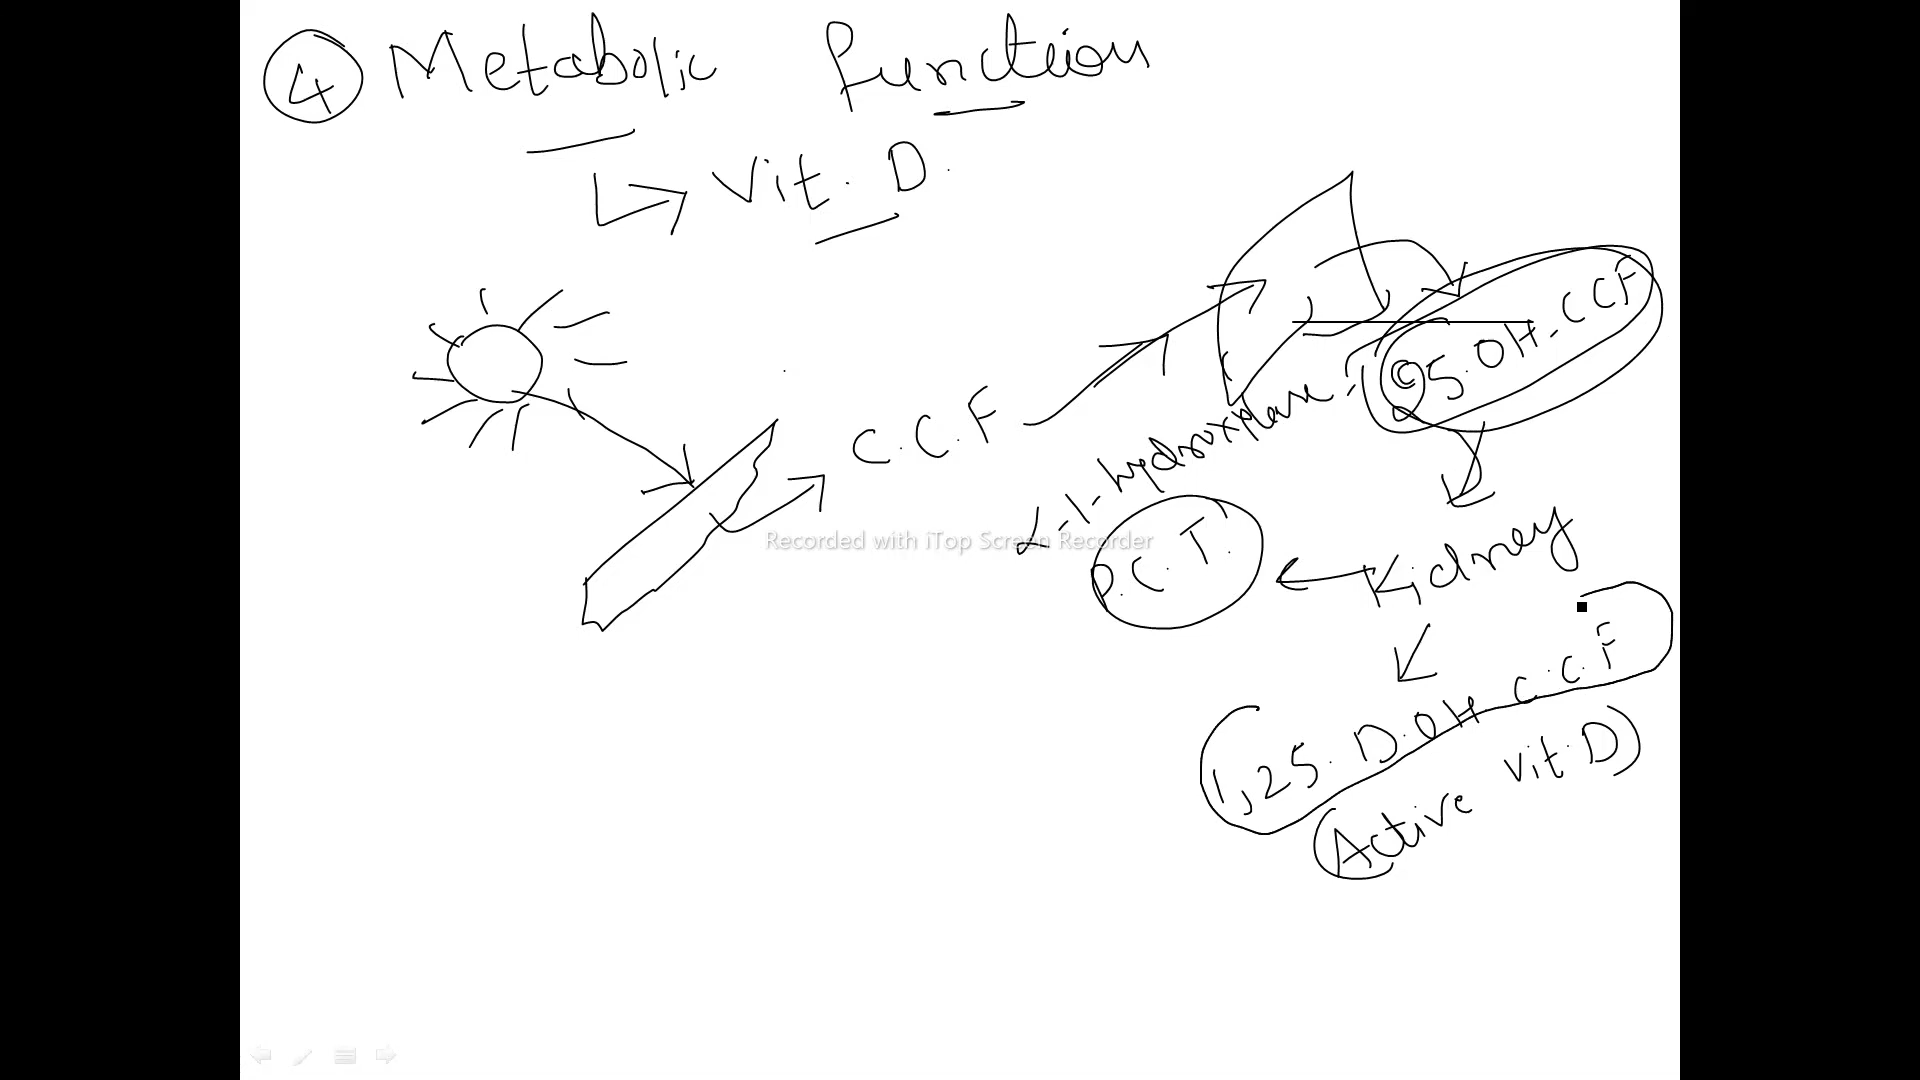 4 Metabolic function
Vit. D.
C.C.F
25.OH-CCF
α-1-hydroxylase
P.C.T.
Kidney
1,25.D.OH C.C.F
(Active Vit.D)
Recorded with iTop Screen Recorder